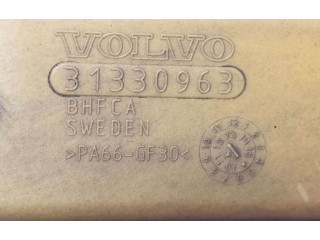 VOLVO
31330963
BHFCA
SWEDEN
>PA66-GF30<